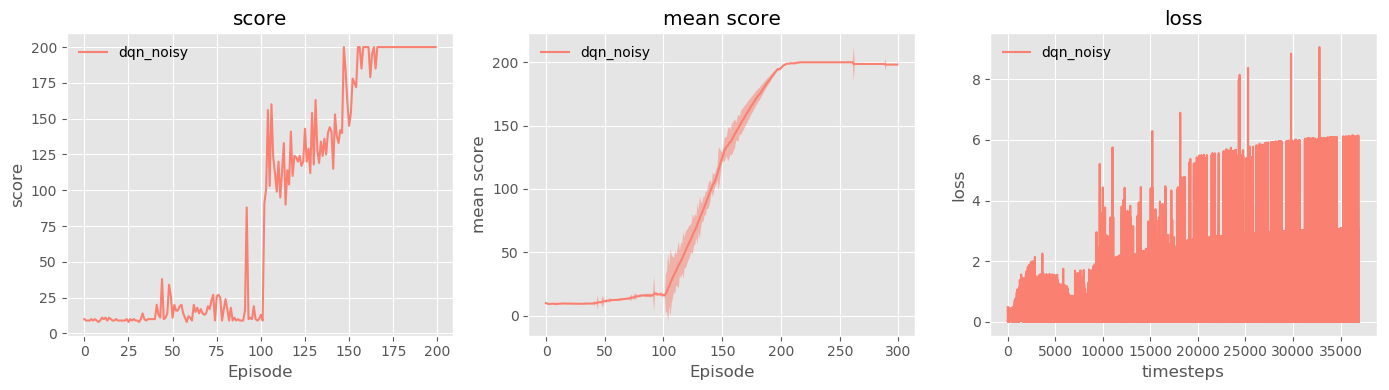 score
dqn_noisy
200
175
150
125
100
75
50
25
0
score
0 25 50 75 100 125 150 175 200
Episode
mean score
dqn_noisy
200
150
100
50
0
mean score
0 50 100 150 200 250 300
Episode
loss
dqn_noisy
8
6
4
2
0
loss
0 5000 10000 15000 20000 25000 30000 35000
timesteps